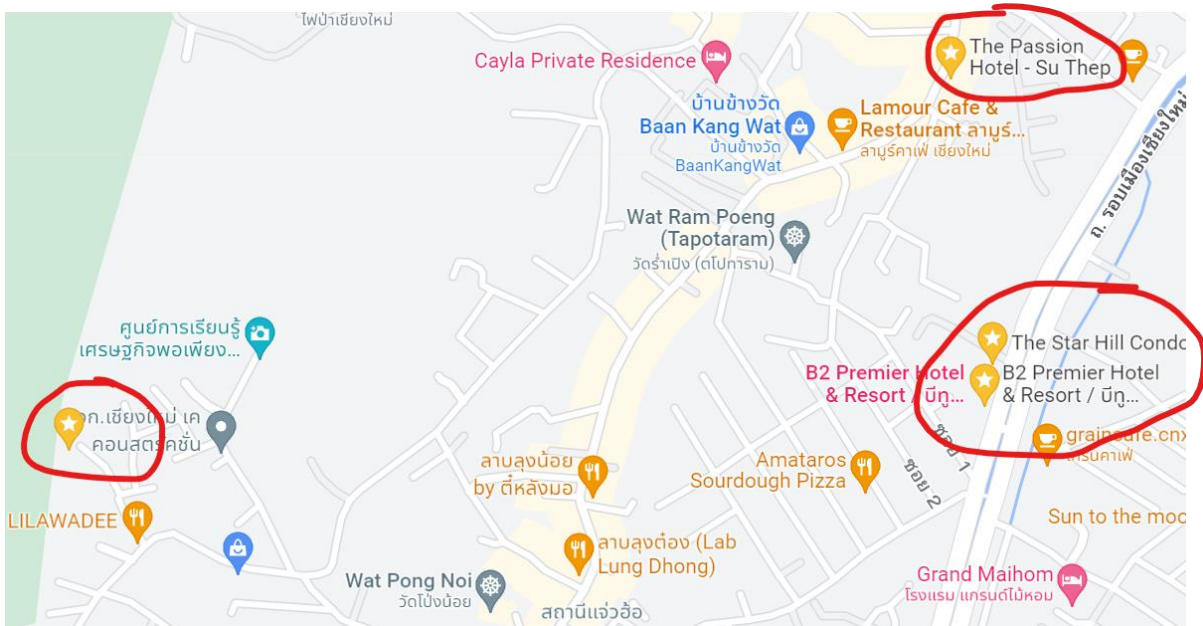 ไฟป่าเชียงใหม่
The Passion
Hotel - Su Thep
Cayla Private Residence
บ้านข้างวัด
Baan Kang Wat
บ้านข้างวัด
BaanKangWat
Lamour Cafe &
Restaurant ลามูร์...
ลามูร์คาเฟ่ เชียงใหม่
ถ. รอบเมืองเชียงใหม่
Wat Ram Poeng
(Tapotaram)
วัดร่ำเปิง (ตโปทาราม)
ศูนย์การเรียนรู้
เศรษฐกิจพอเพียง...
The Star Hill Condo
B2 Premier Hotel
& Resort / บีทู...
B2 Premier Hotel
& Resort / บีทู...
เชียงใหม่ เค
คอนสตรัคชั่น
graincafe.cnx
เกรนคาเฟ่
ซอย 1
ซอย 2
ลาบลุงน้อย
by ตี๋หลังมอ
Amataros
Sourdough Pizza
LILAWADEE
Sun to the moo
ลาบลุงต๋อง (Lab
Lung Dhong)
Wat Pong Noi
วัดโป่งน้อย
Grand Maihom
โรงแรม แกรนด์ไม้หอม
สถานีแจ่วฮ้อ